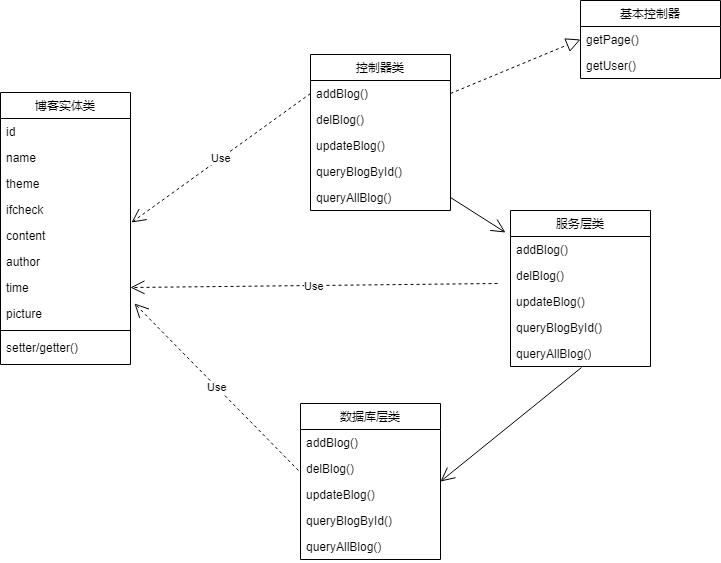 基本控制器
getPage()
getUser()
控制器类
addBlog()
delBlog()
updateBlog()
queryBlogById()
queryAllBlog()
博客实体类
id
name
theme
ifcheck
content
author
time
picture
setter/getter()
Use
服务层类
addBlog()
delBlog()
updateBlog()
queryBlogById()
queryAllBlog()
Use
Use
数据库层类
addBlog()
delBlog()
updateBlog()
queryBlogById()
queryAllBlog()